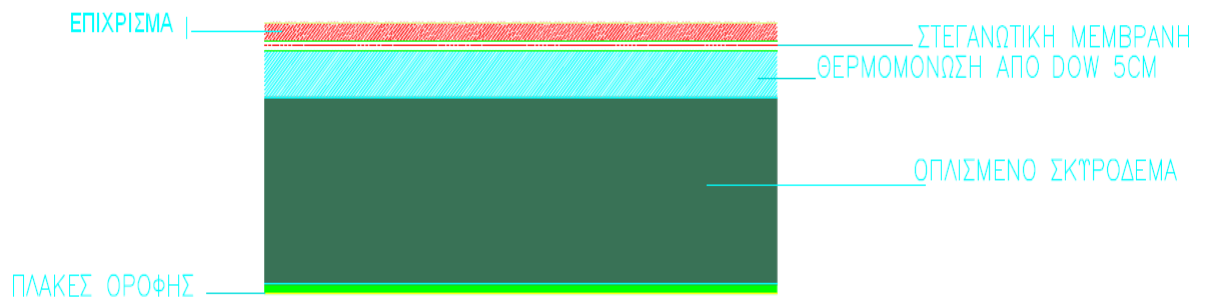 ΕΠΙΧΡΙΣΜΑ
ΣΤΕΓΑΝΩΤΙΚΗ ΜΕΜΒΡΑΝΗ
ΘΕΡΜΟΜΟΝΩΣΗ ΑΠΟ DOW 5CM
ΟΠΛΙΣΜΕΝΟ ΣΚΥΡΟΔΕΜΑ
ΠΛΑΚΕΣ ΟΡΟΦΗΣ